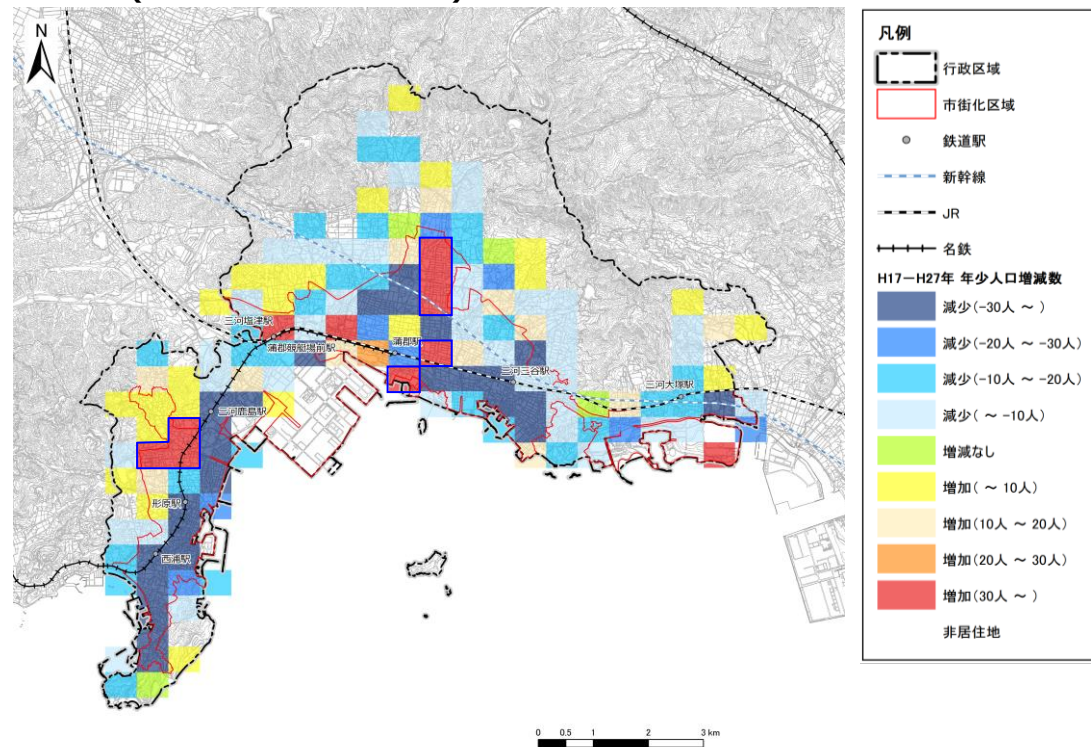 N
三河塩津駅
蒲郡競艇場前駅
蒲郡駅
三河三谷駅
三河大塚駅
三河鹿島駅
形原駅
西浦駅
0 0.5 1 2 3 km
凡例
行政区域
市街化区域
鉄道駅
新幹線
JR
名鉄
H17－H27年 年少人口増減数
減少(-30人 ～ )
減少(-20人 ～ -30人)
減少(-10人 ～ -20人)
減少( ～ -10人)
増減なし
増加( ～ 10人)
増加(10人 ～ 20人)
増加(20人 ～ 30人)
増加(30人 ～ )
非居住地